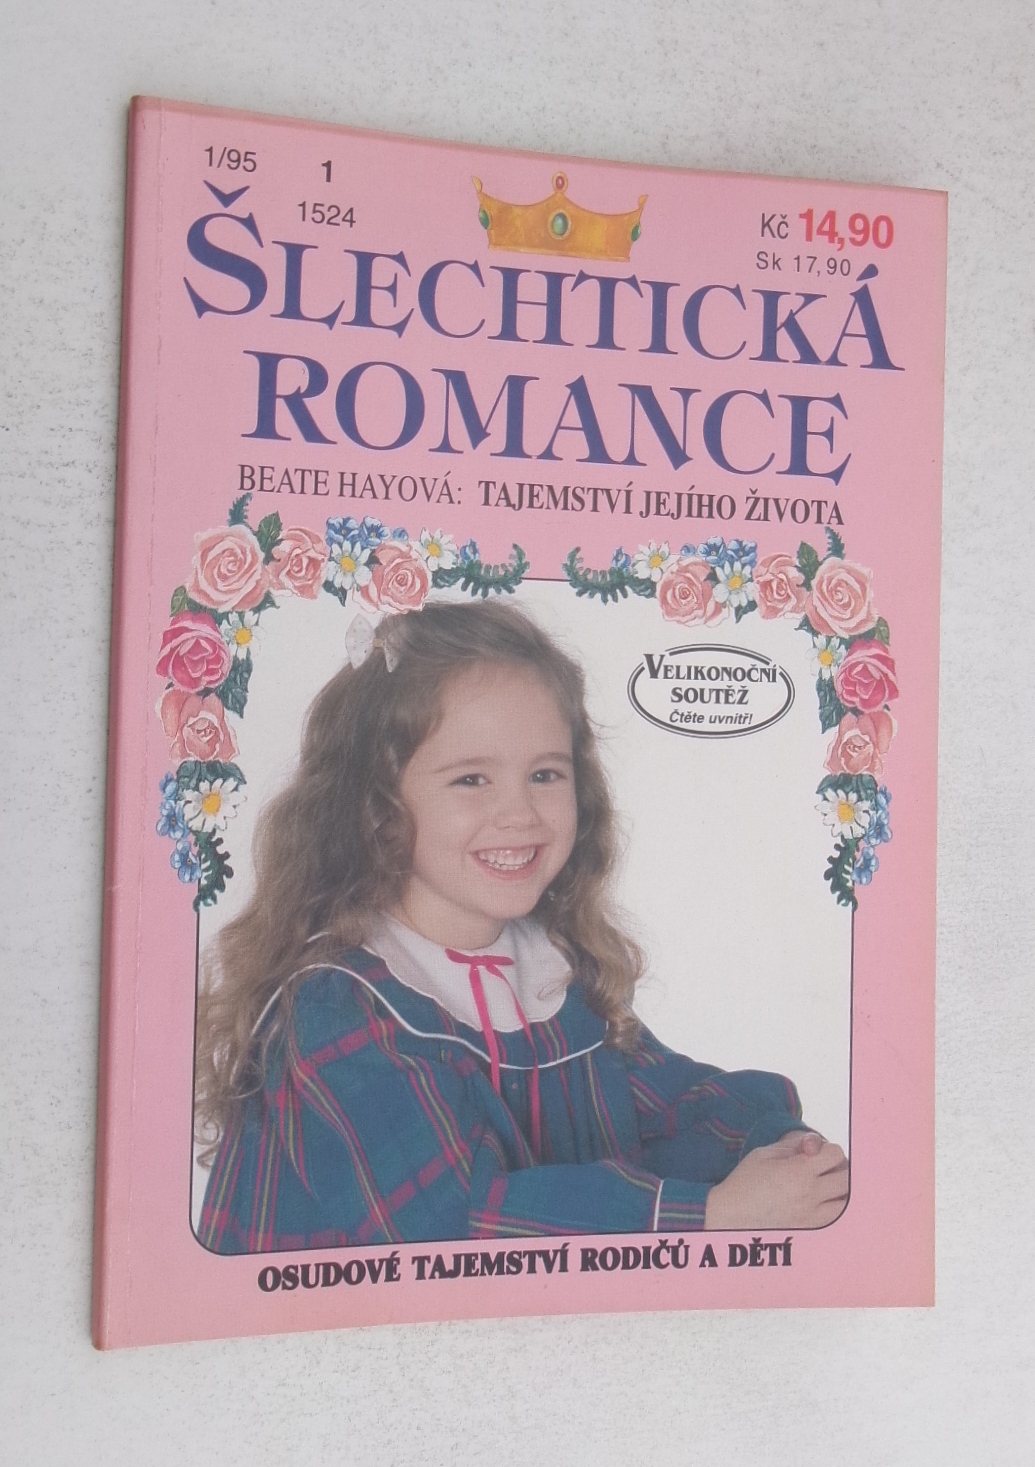 1/95
1
1524
Kč 14,90
Sk 17,90
ŠLECHTICKÁ
ROMANCE
BEATE HAYOVÁ: TAJEMSTVÍ JEJÍHO ŽIVOTA
VELIKONOČNÍ
SOUTĚŽ
Čtěte uvnitř!
OSUDOVÉ TAJEMSTVÍ RODIČŮ A DĚTÍ